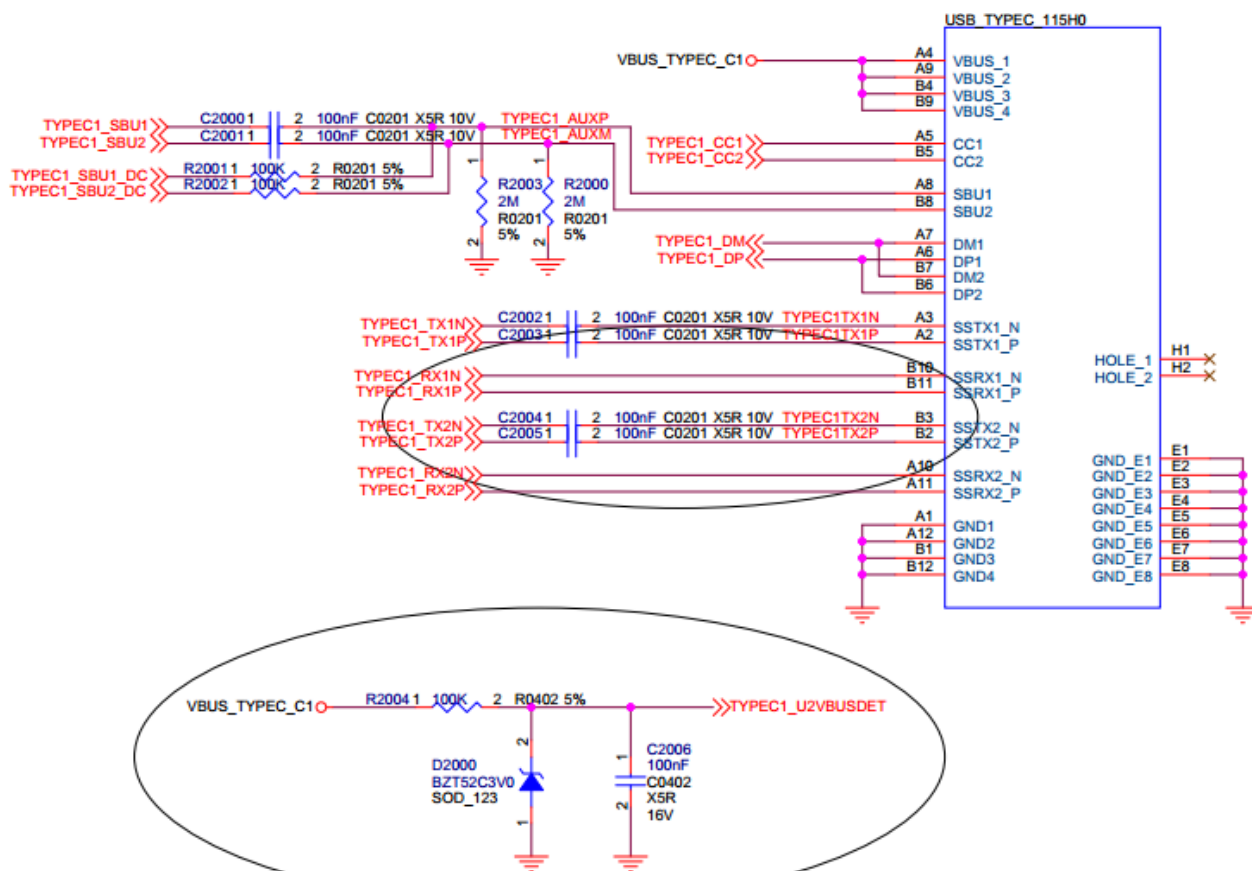 USB_TYPEC_115H0
VBUS_TYPEC_C1
A4 VBUS_1
A9 VBUS_2
B4 VBUS_3
B9 VBUS_4
TYPEC1_SBU1 C2000 1 2 100nF C0201 X5R 10V TYPEC1_AUXP
TYPEC1_SBU2 C2001 1 2 100nF C0201 X5R 10V TYPEC1_AUXM
TYPEC1_CC1 A5 CC1
TYPEC1_CC2 B5 CC2
TYPEC1_SBU1_DC R2001 1 100K 2 R0201 5%
TYPEC1_SBU2_DC R2002 1 100K 2 R0201 5%
A8 SBU1
B8 SBU2
1 R2003 2M R0201 5% 2
1 R2000 2M R0201 5% 2
TYPEC1_DM A7 DM1
TYPEC1_DP A6 DP1
B7 DM2
B6 DP2
TYPEC1_TX1N C2002 1 2 100nF C0201 X5R 10V TYPEC1TX1N A3 SSTX1_N
TYPEC1_TX1P C2003 1 2 100nF C0201 X5R 10V TYPEC1TX1P A2 SSTX1_P
TYPEC1_RX1N B10 SSRX1_N
TYPEC1_RX1P B11 SSRX1_P
HOLE_1 H1
HOLE_2 H2
TYPEC1_TX2N C2004 1 2 100nF C0201 X5R 10V TYPEC1TX2N B3 SSTX2_N
TYPEC1_TX2P C2005 1 2 100nF C0201 X5R 10V TYPEC1TX2P B2 SSTX2_P
TYPEC1_RX2N A10 SSRX2_N
TYPEC1_RX2P A11 SSRX2_P
GND_E1 E1
GND_E2 E2
GND_E3 E3
GND_E4 E4
GND_E5 E5
GND_E6 E6
GND_E7 E7
GND_E8 E8
A1 GND1
A12 GND2
B1 GND3
B12 GND4
VBUS_TYPEC_C1 R2004 1 100K 2 R0402 5% TYPEC1_U2VBUSDET
2
D2000
BZT52C3V0
SOD_123
1
1
C2006
100nF
C0402
X5R
16V
2